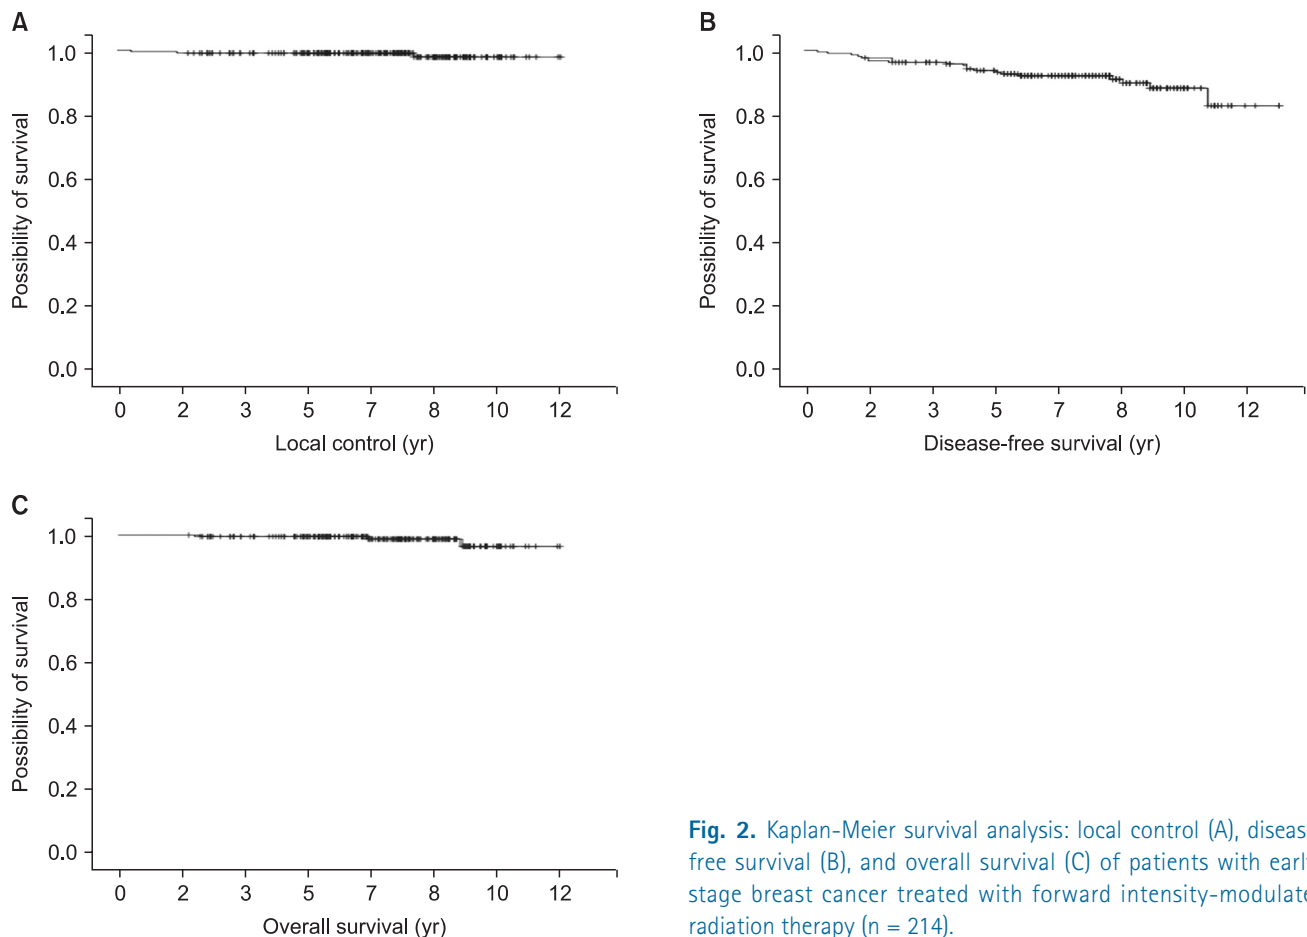 A
1.0
0.8
0.6
0.4
0.2
0.0
Possibility of survival
0 2 3 5 7 8 10 12
Local control (yr)
B
1.0
0.8
0.6
0.4
0.2
0.0
Possibility of survival
0 2 3 5 7 8 10 12
Disease-free survival (yr)
C
1.0
0.8
0.6
0.4
0.2
0.0
Possibility of survival
0 2 3 5 7 8 10 12
Overall survival (yr)
Fig. 2. Kaplan-Meier survival analysis: local control (A), disease
free survival (B), and overall survival (C) of patients with early
stage breast cancer treated with forward intensity-modulate
radiation therapy (n = 214).